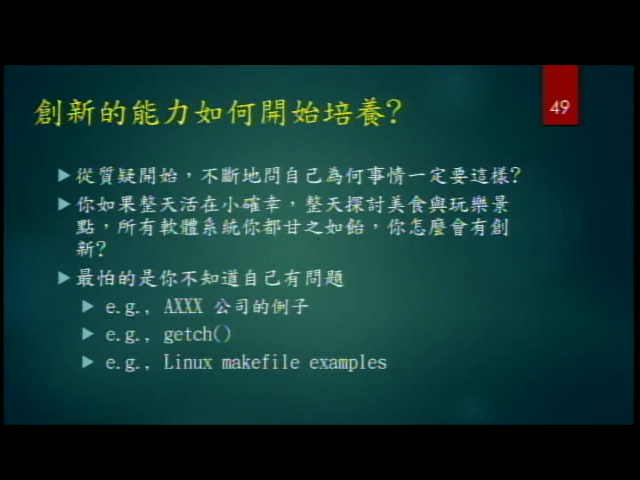 創新的能力如何開始培養?
49
從質疑開始，不斷地問自己為何事情一定要這樣?
你如果整天活在小確幸，整天探討美食與玩樂景
點，所有軟體系統你都甘之如飴，你怎麼會有創
新?
最怕的是你不知道自己有問題
e.g., AXXX 公司的例子
e.g., getch()
e.g., Linux makefile examples